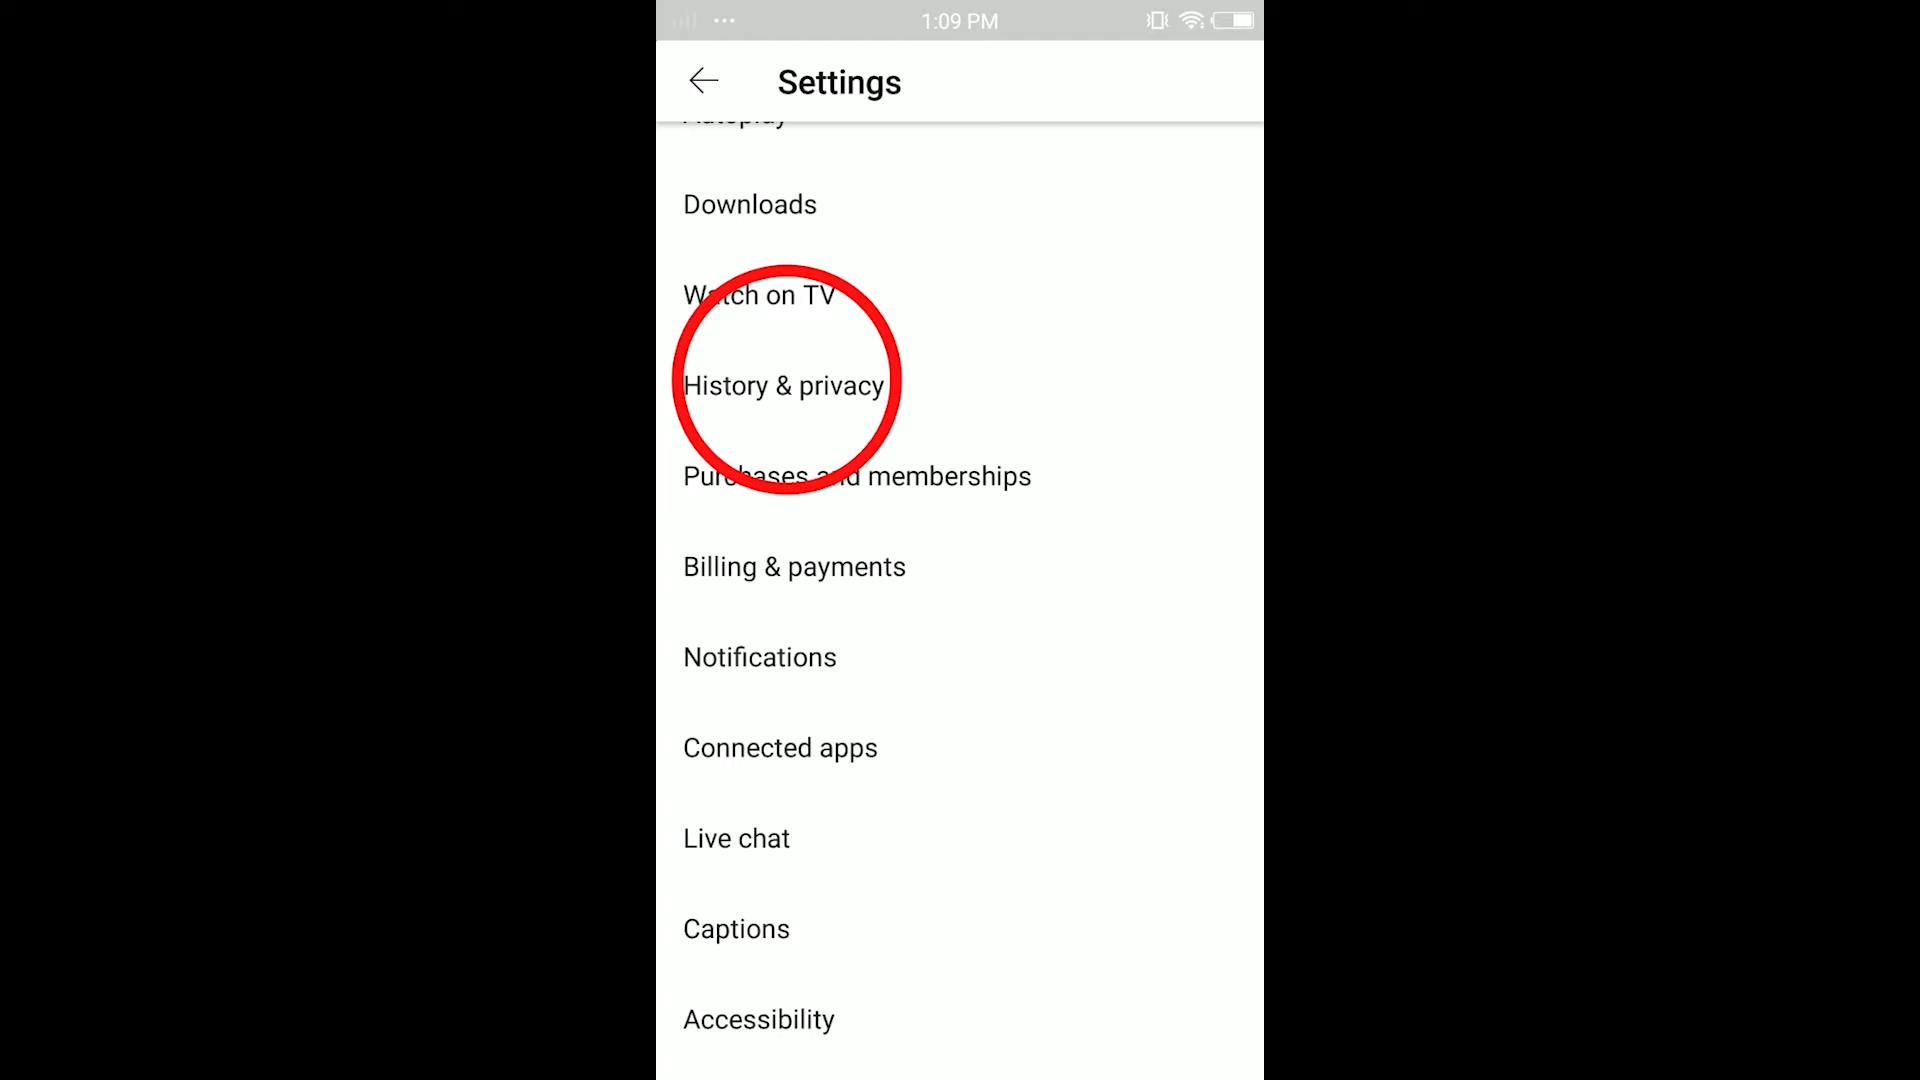 1:09 PM
Settings
Autoplay
Downloads
Watch on TV
History & privacy
Purchases and memberships
Billing & payments
Notifications
Connected apps
Live chat
Captions
Accessibility